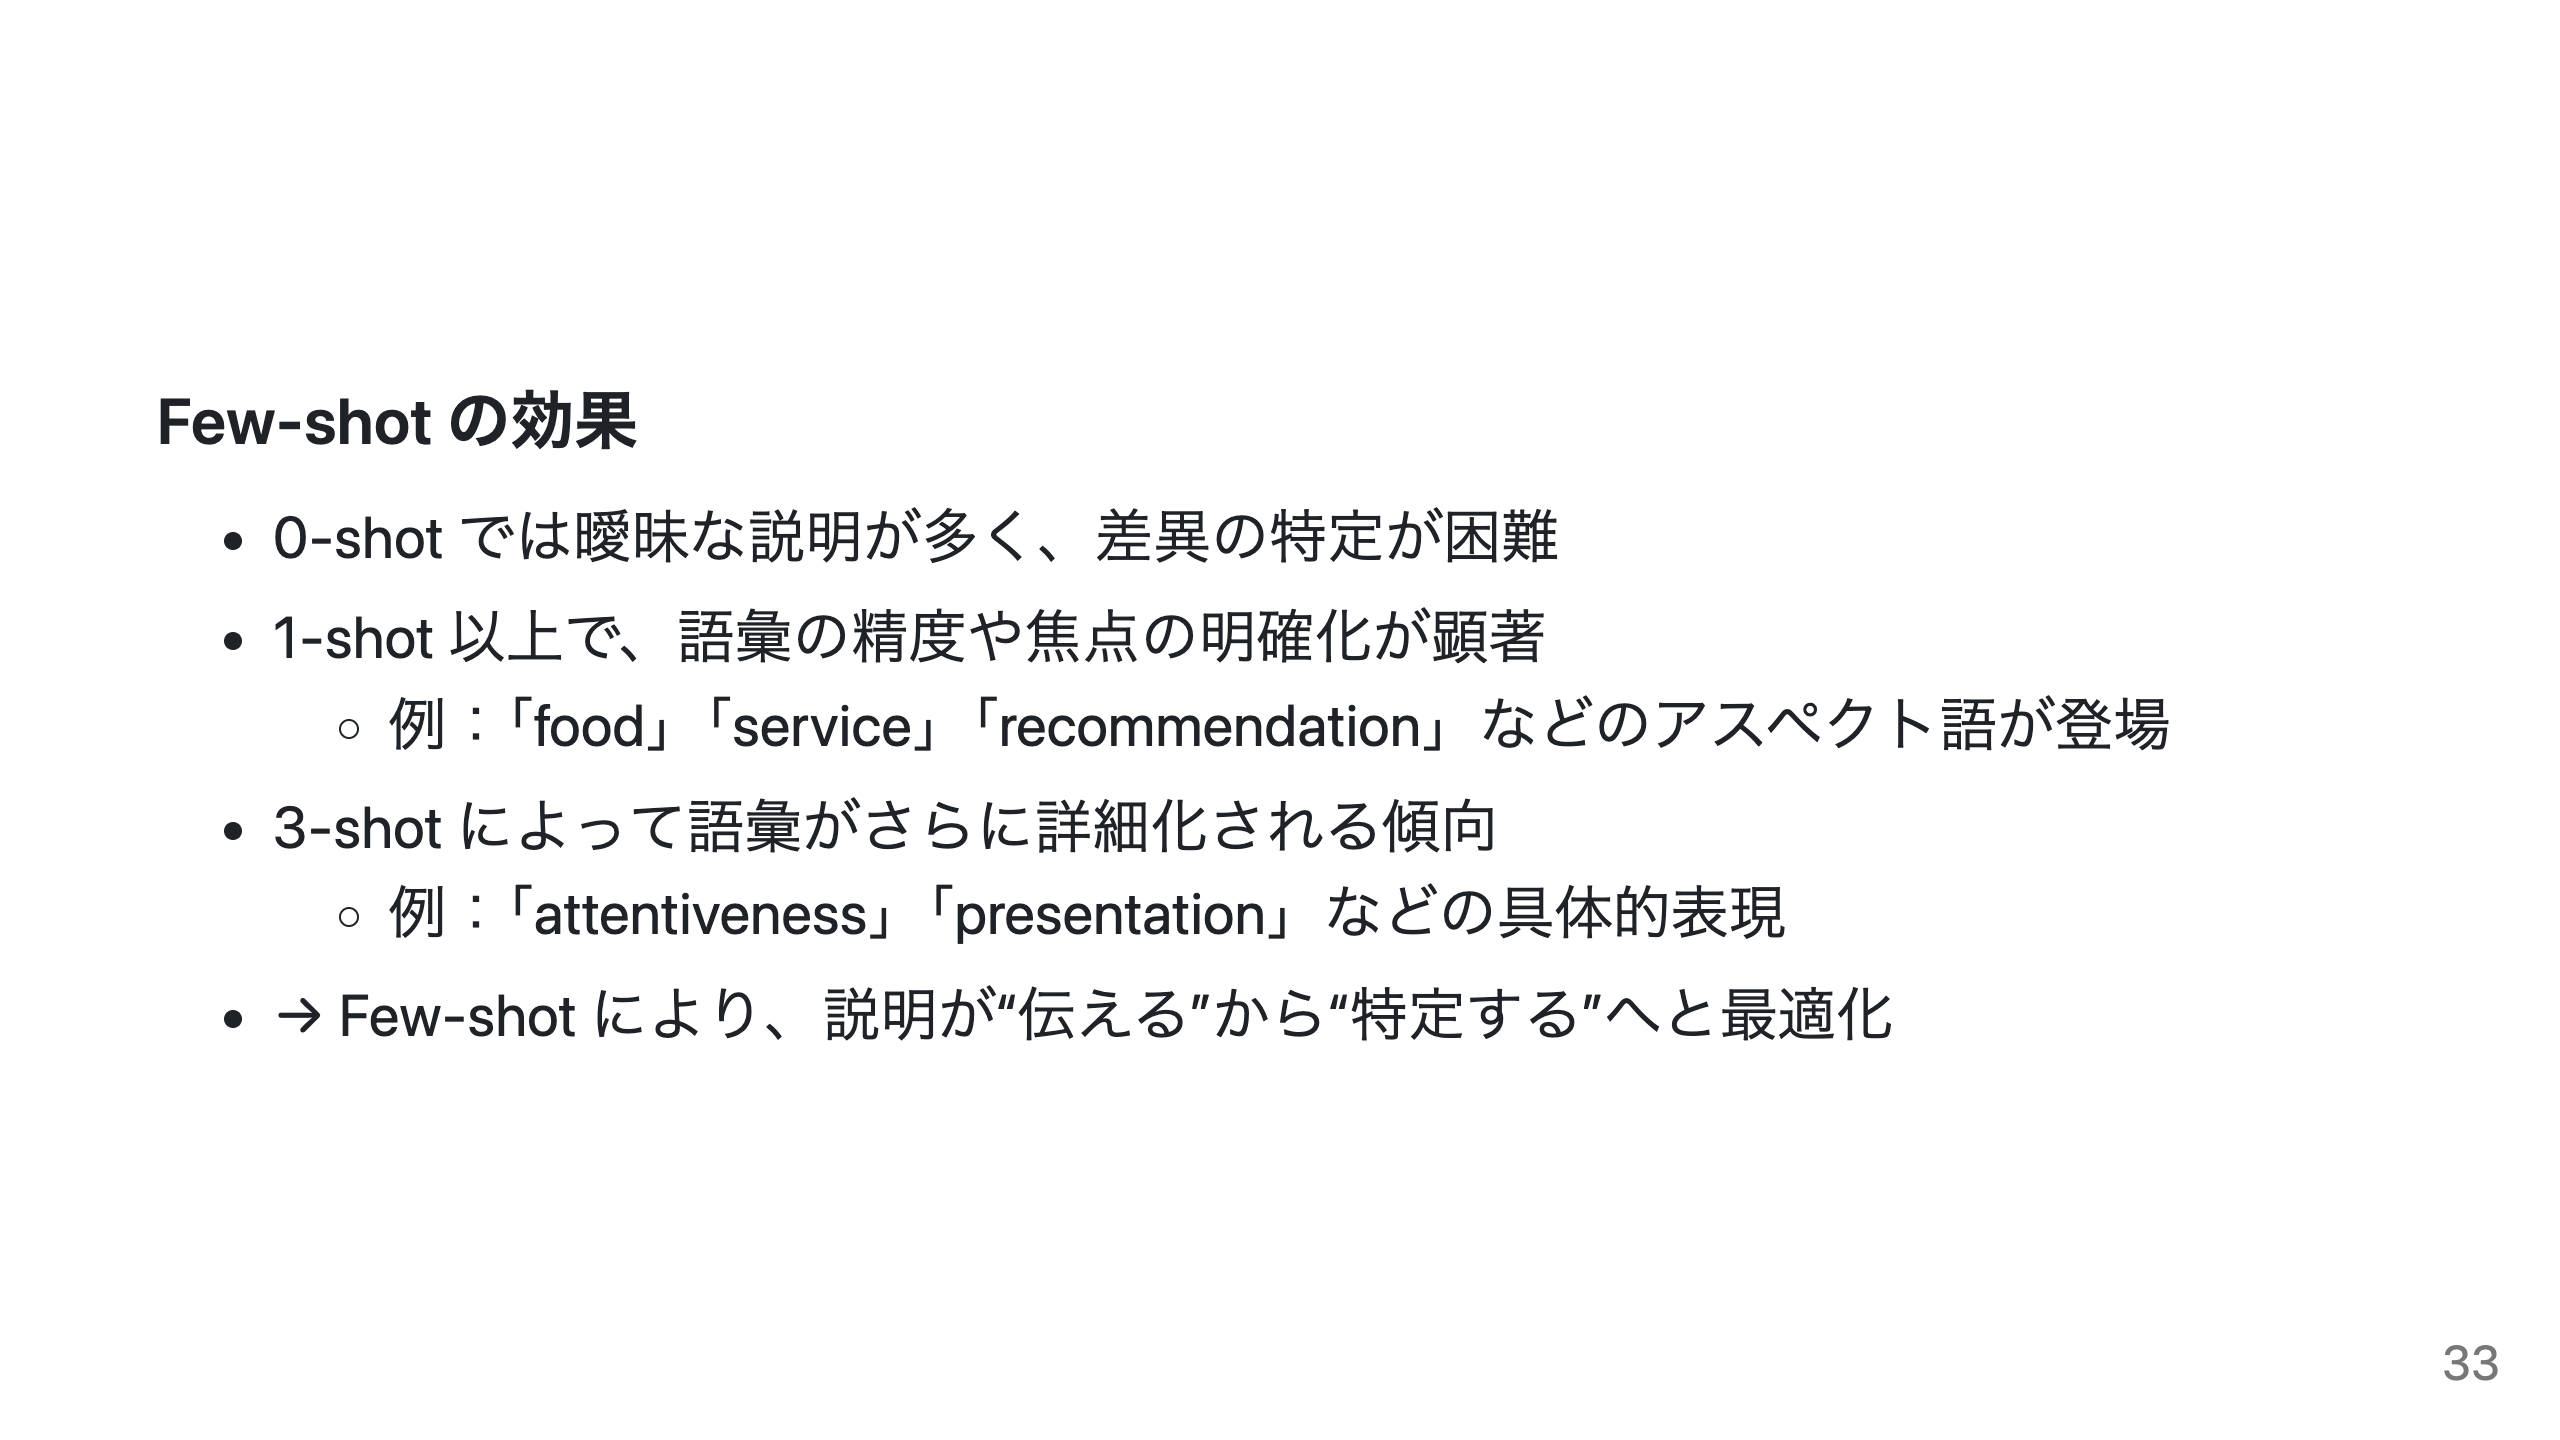 Few-shot の効果
• 0-shot では曖昧な説明が多く、差異の特定が困難
• 1-shot 以上で、語彙の精度や焦点の明確化が顕著
◦ 例：「food」「service」「recommendation」などのアスペクト語が登場
• 3-shot によって語彙がさらに詳細化される傾向
◦ 例：「attentiveness」「presentation」などの具体的表現
• → Few-shot により、説明が“伝える”から“特定する”へと最適化
33